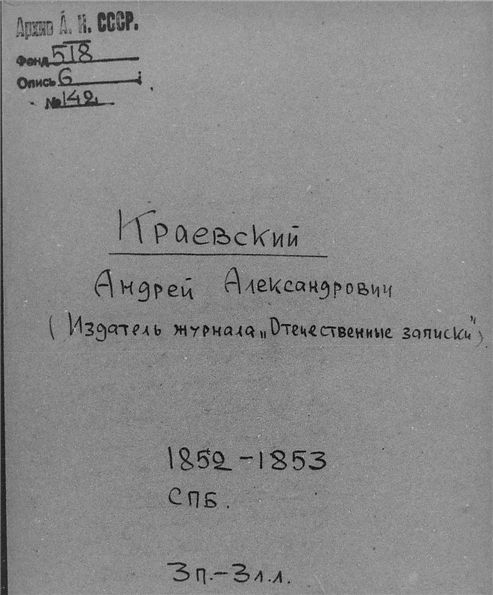 Архив А. Н. СССР.
Фонд 518
Опись 6
№ 142
Краевский
Андрей Александрович
(Издатель журнала „Отечественные записки")
1852-1853
СПБ.
3п.-3л.л.